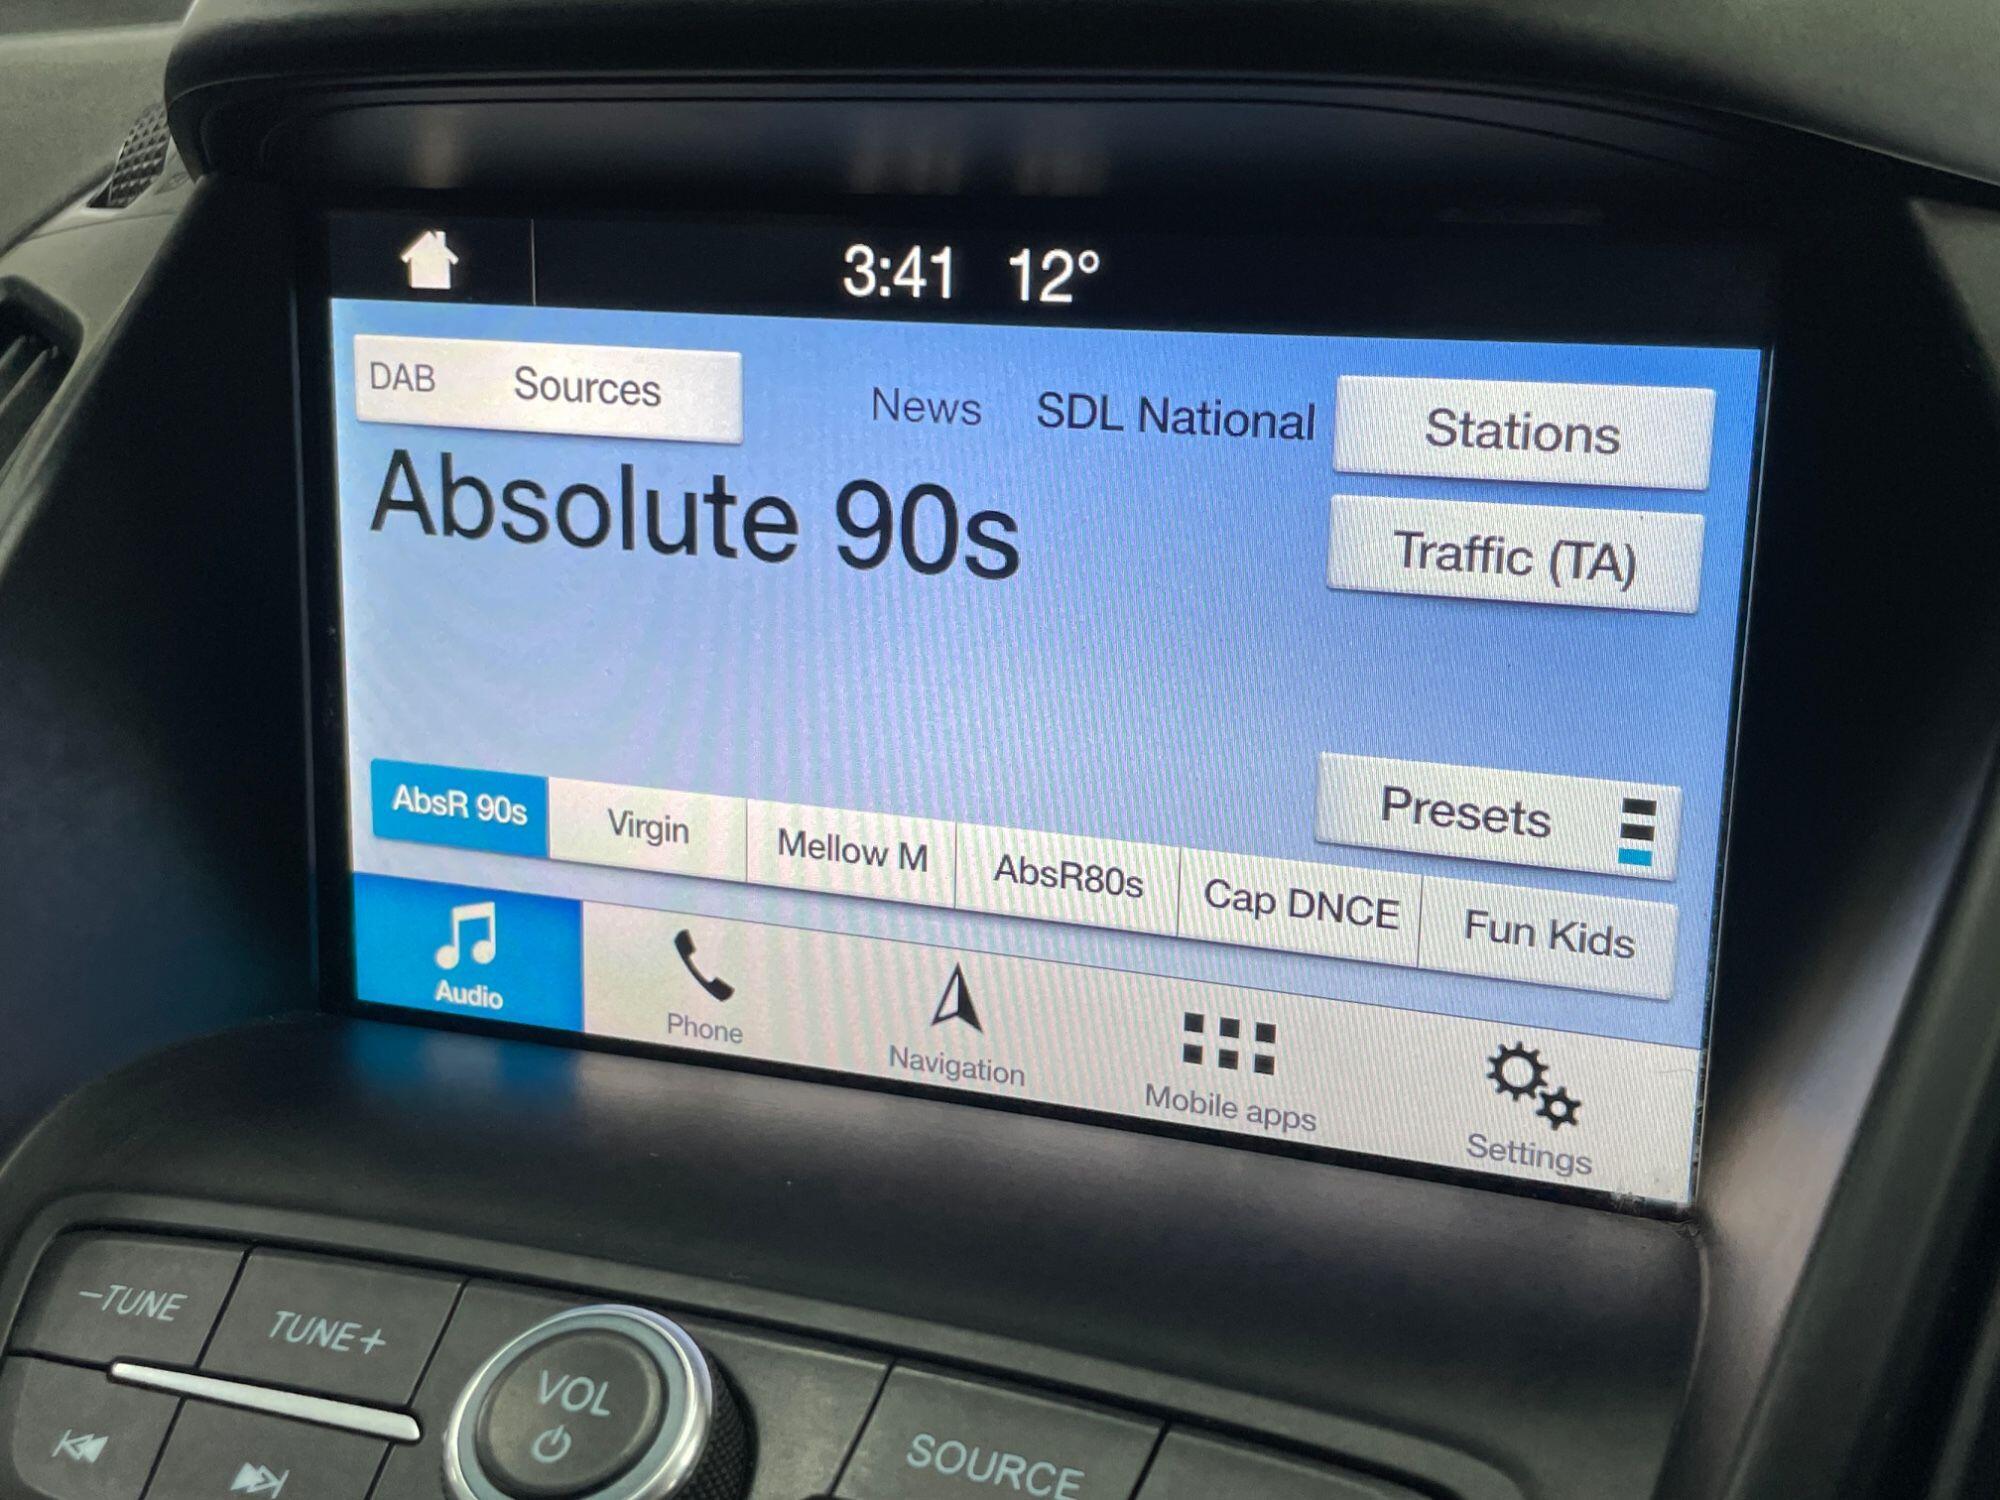 3:41 12°
DAB Sources News SDL National Stations
Absolute 90s
Traffic (TA)
Presets
AbsR 90s Virgin Mellow M AbsR80s Cap DNCE Fun Kids
Audio Phone Navigation Mobile apps Settings
–TUNE TUNE+
VOL
SOURCE